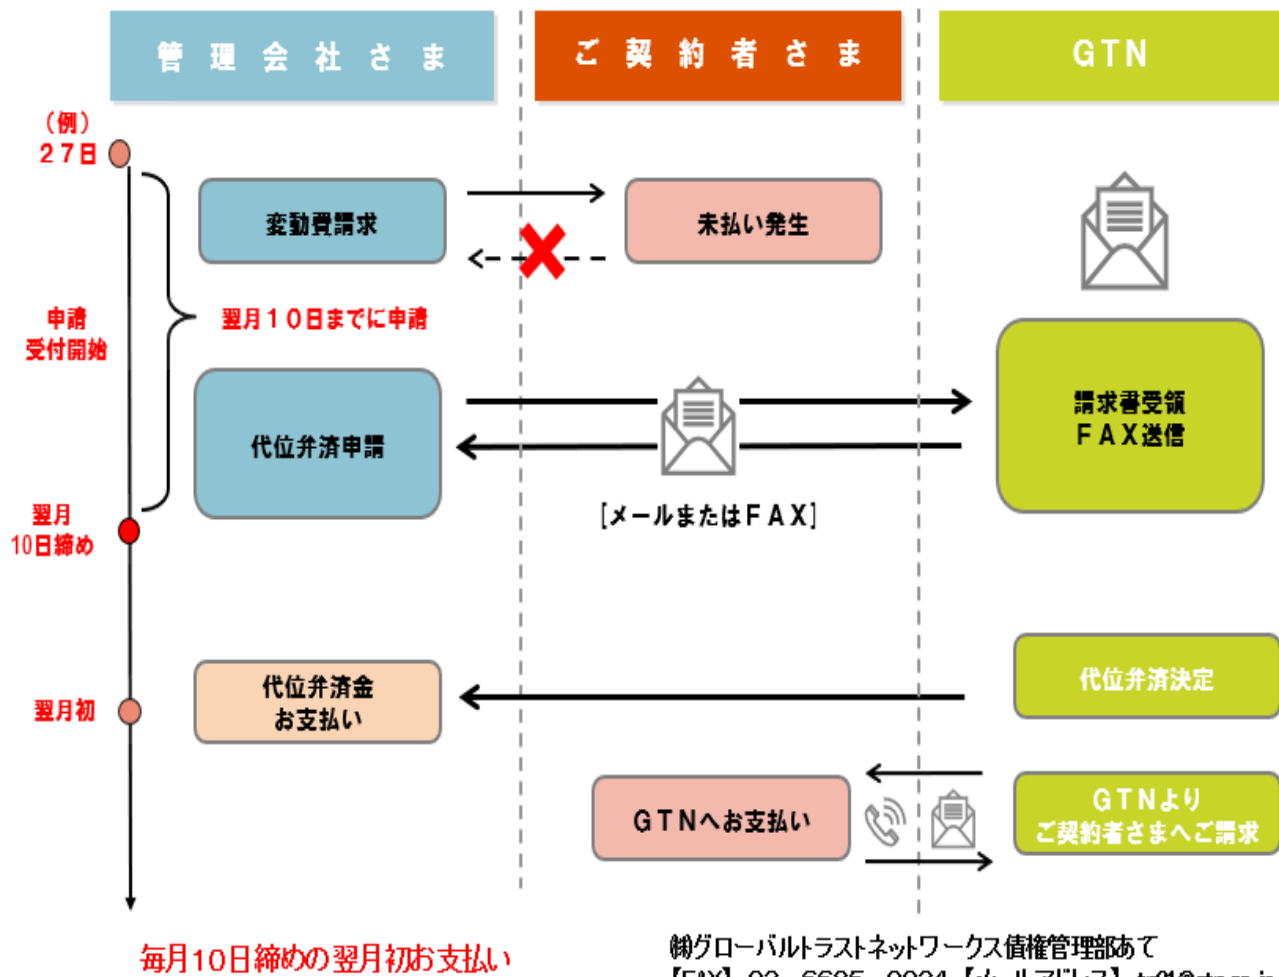 管理会社さま
ご契約者さま
GTN
（例）
２７日
変動費請求
未払い発生
申請
受付開始
翌月１０日までに申請
代位弁済申請
請求書受領
ＦＡＸ送信
[メールまたはＦＡＸ]
翌月
10日締め
代位弁済決定
代位弁済金
お支払い
翌月初
ＧＴＮへお支払い
ＧＴＮより
ご契約者さまへご請求
毎月10日締めの翌月初お支払い
㈱グローバルトラストネットワークス債権管理部あて
【FAX】 【メールアドレス】